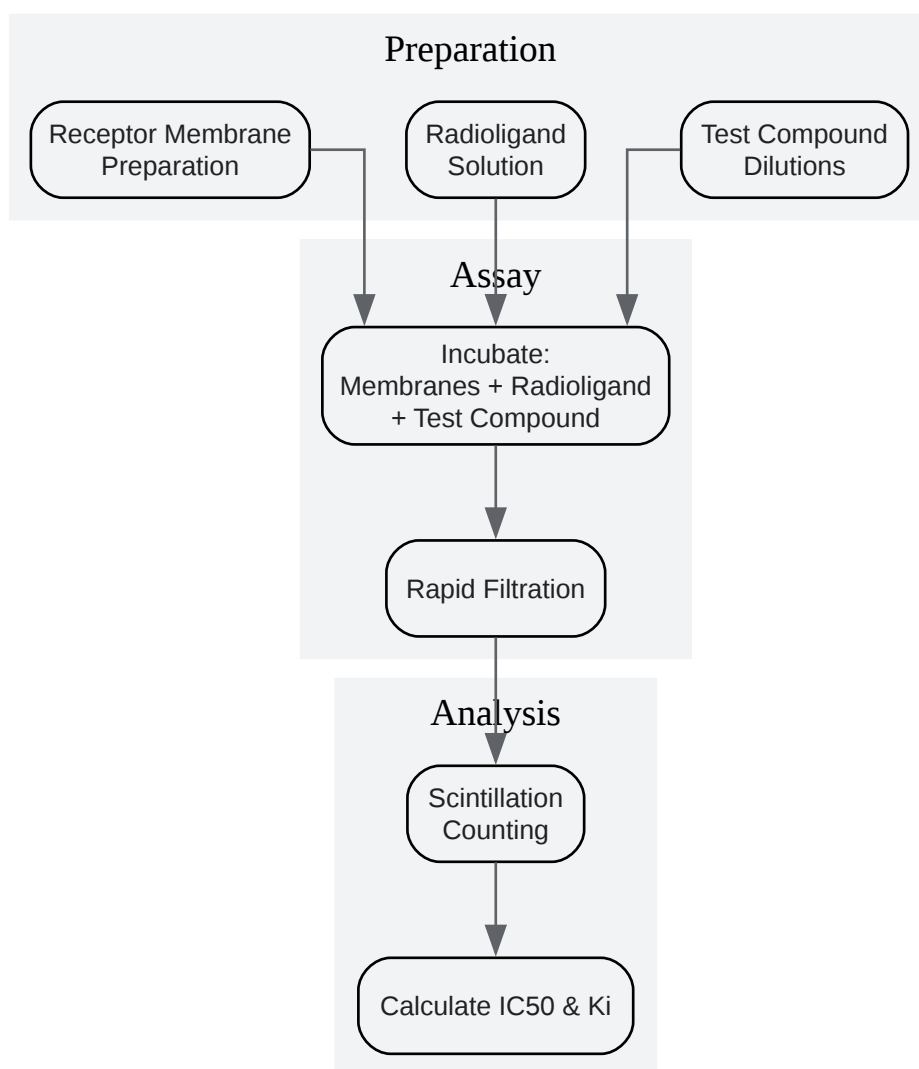 Preparation
Receptor Membrane
Preparation
Radioligand
Solution
Test Compound
Dilutions
Assay
Incubate:
Membranes + Radioligand
+ Test Compound
Rapid Filtration
Analysis
Scintillation
Counting
Calculate IC50 & Ki